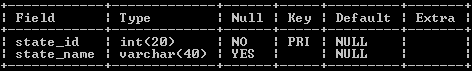 +------------+-------------+------+-----+---------+-------+
| Field      | Type        | Null | Key | Default | Extra |
+------------+-------------+------+-----+---------+-------+
| state_id   | int(20)     | NO   | PRI | NULL    |       |
| state_name | varchar(40) | YES  |     | NULL    |       |
+------------+-------------+------+-----+---------+-------+